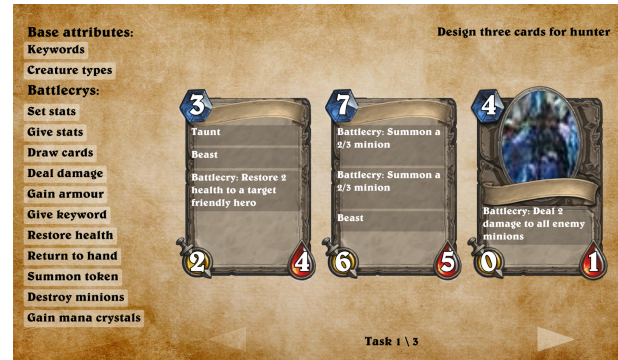 Base attributes:
Keywords
Creature types
Battlecrys:
Set stats
Give stats
Draw cards
Deal damage
Gain armour
Give keyword
Restore health
Return to hand
Summon token
Destroy minions
Gain mana crystals
Design three cards for hunter
3
Taunt
Beast
Battlecry: Restore 2
health to a target
friendly hero
2
4
7
Battlecry: Summon a
2/3 minion
Battlecry: Summon a
2/3 minion
Beast
6
5
4
Battlecry: Deal 2
damage to all enemy
minions
0
1
Task 1 \ 3